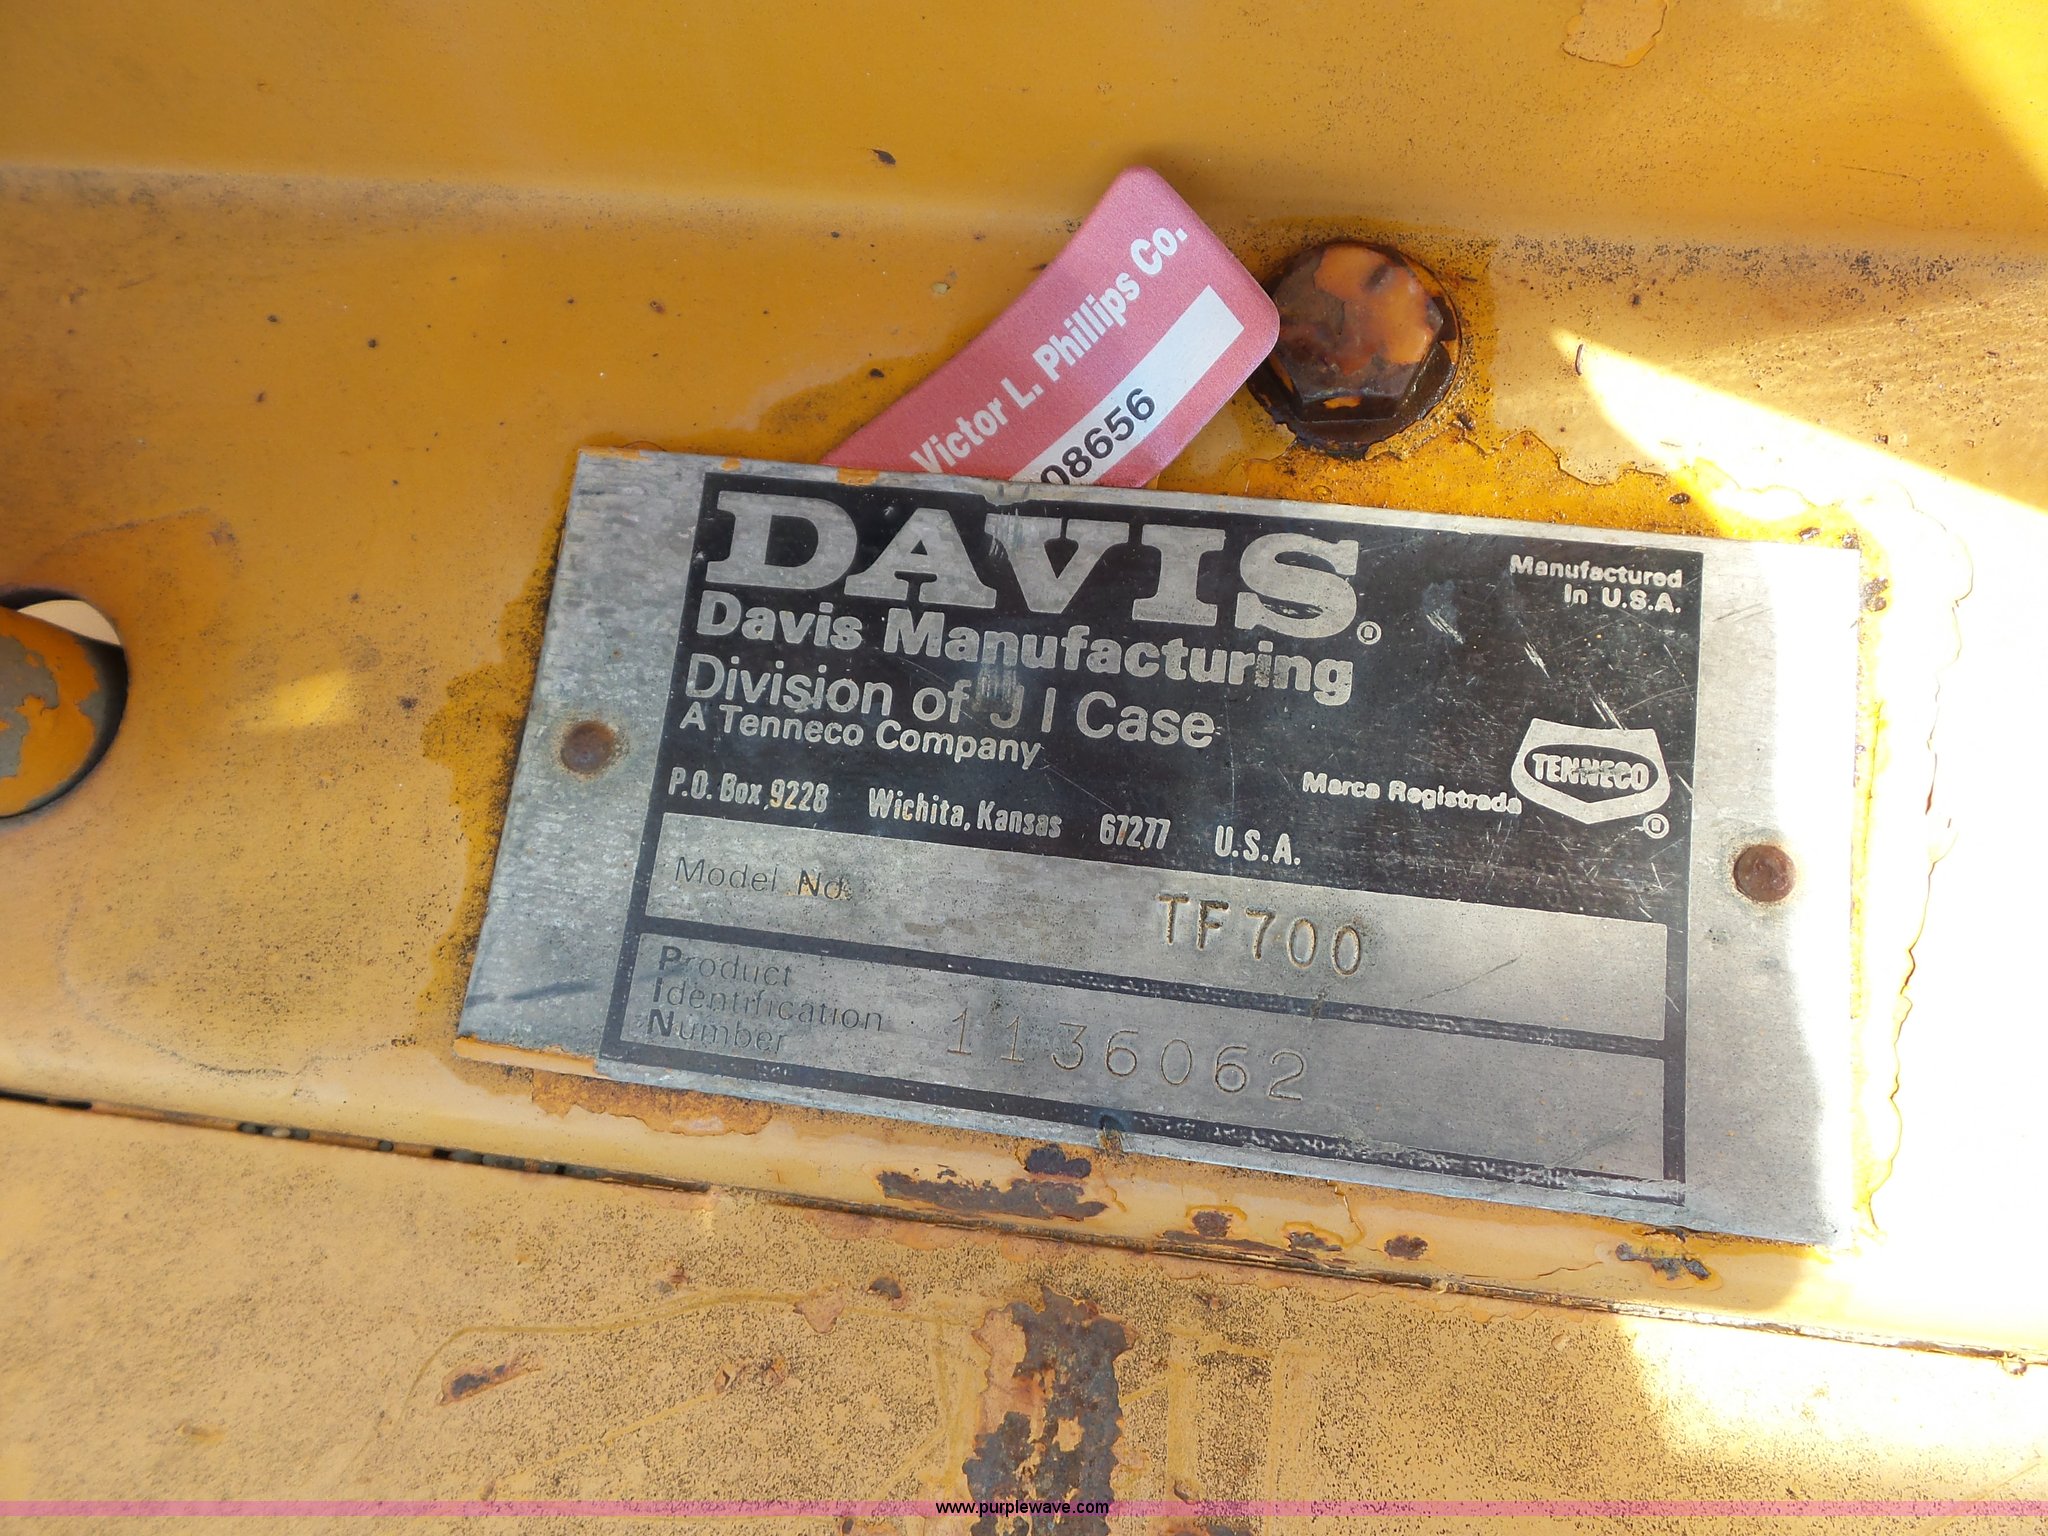 Victor L. Phillips Co.
08656
DAVIS®
Manufactured
In U.S.A.
Davis Manufacturing
Division of J I Case
A Tenneco Company
TENNECO®
Marca Registrada
P.O. Box 9228 Wichita, Kansas 67277 U.S.A.
Model No. TF700
Product
Identification
Number
1136062
www.purplewave.com